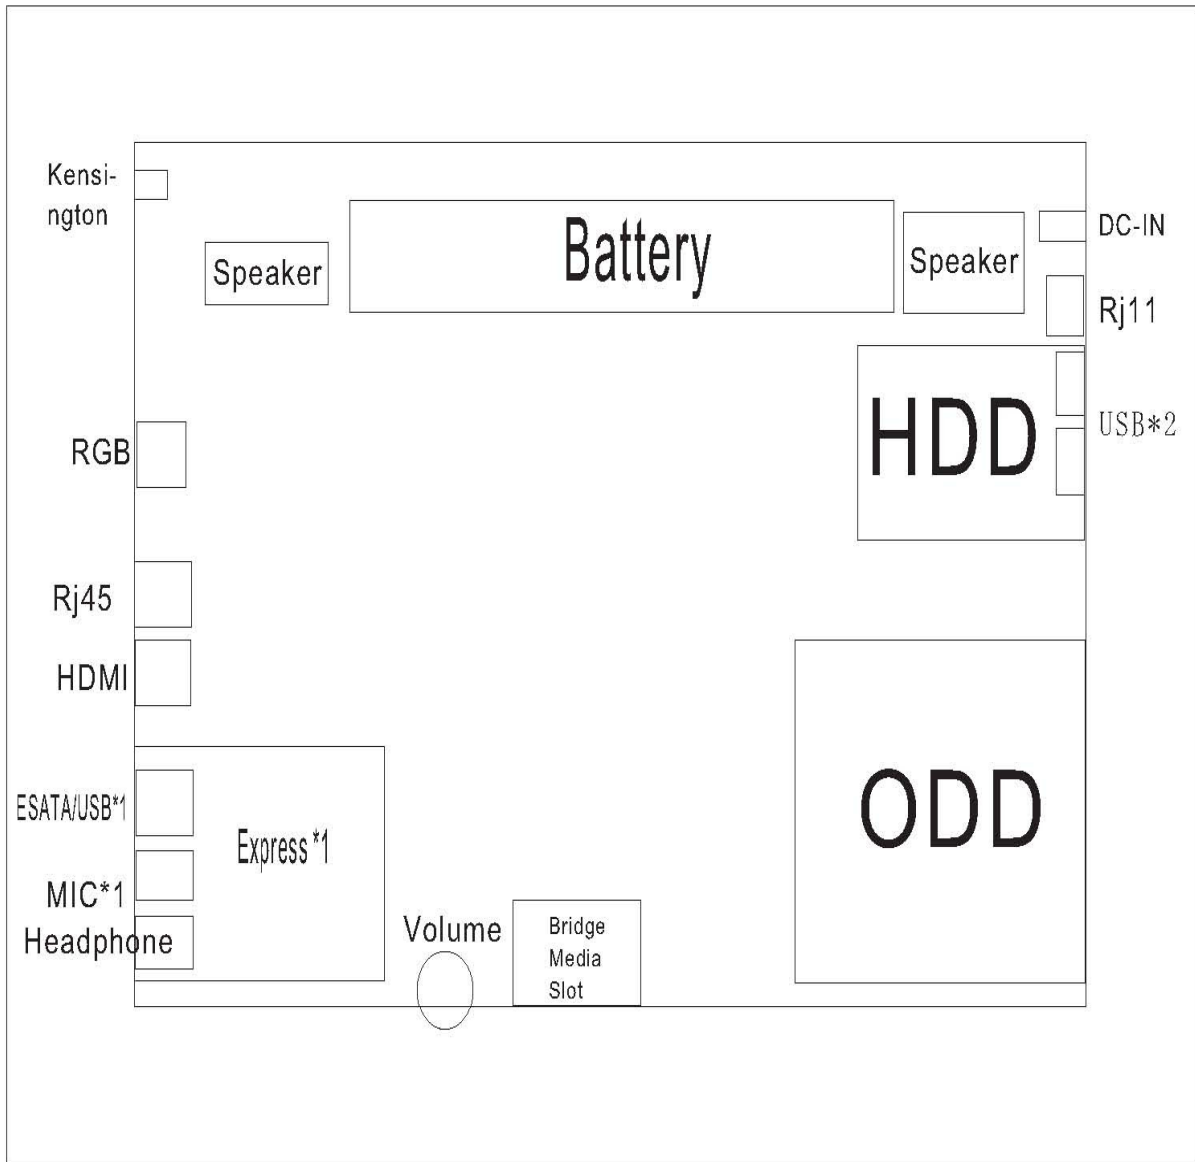 Kensi-
ngton
Speaker
Battery
Speaker
DC-IN
Rj11
HDD
USB*2
RGB
Rj45
HDMI
ESATA/USB*1
Express*1
ODD
MIC*1
Headphone
Volume
Bridge
Media
Slot